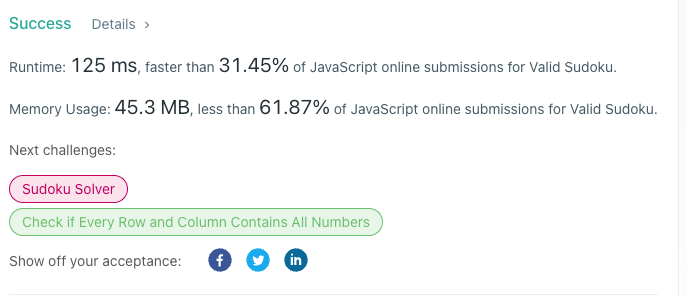 Success Details >
Runtime: 125 ms, faster than 31.45% of JavaScript online submissions for Valid Sudoku.
Memory Usage: 45.3 MB, less than 61.87% of JavaScript online submissions for Valid Sudoku.
Next challenges:
Sudoku Solver
Check if Every Row and Column Contains All Numbers
Show off your acceptance: